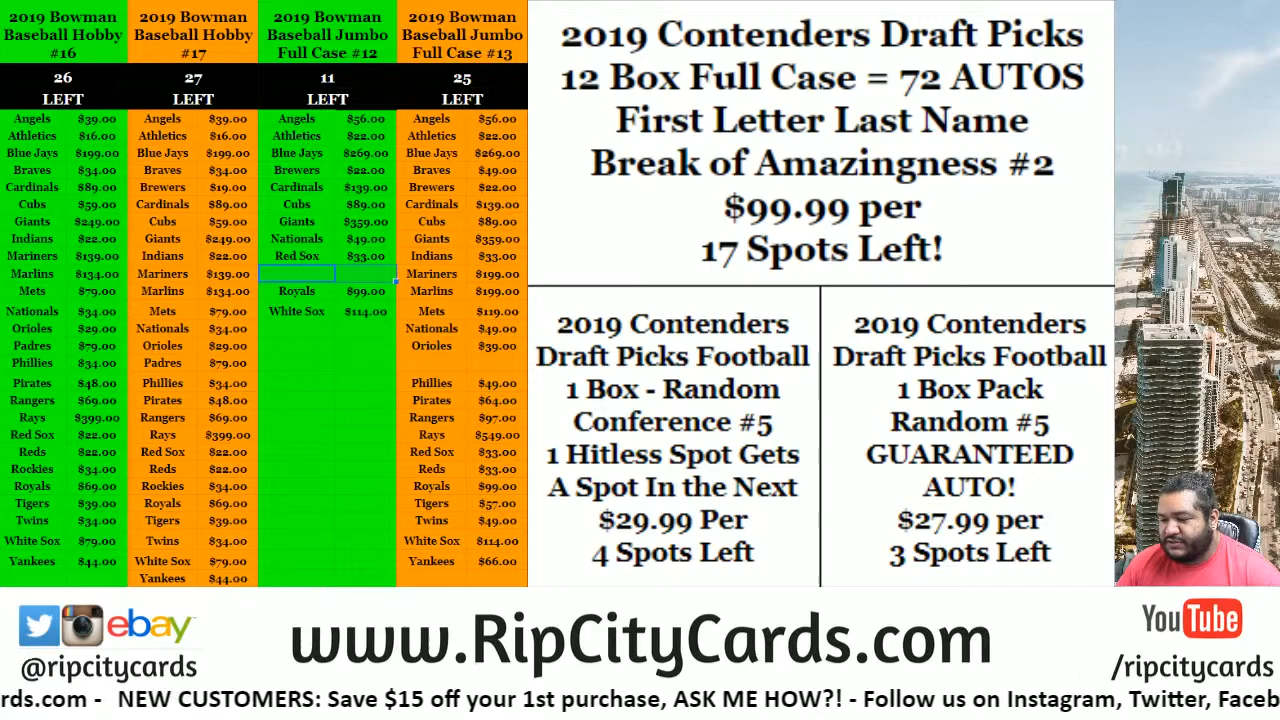 2019 Bowman
Baseball Hobby
#16
26
LEFT
Angels $39.00
Athletics $16.00
Blue Jays $199.00
Braves $34.00
Cardinals $89.00
Cubs $59.00
Giants $249.00
Indians $22.00
Mariners $139.00
Marlins $134.00
Mets $79.00
Nationals $34.00
Orioles $29.00
Padres $79.00
Phillies $34.00
Pirates $48.00
Rangers $69.00
Rays $399.00
Red Sox $22.00
Reds $22.00
Rockies $34.00
Royals $69.00
Tigers $39.00
Twins $34.00
White Sox $79.00
Yankees $44.00
2019 Bowman
Baseball Hobby
#17
27
LEFT
Angels $39.00
Athletics $16.00
Blue Jays $199.00
Braves $34.00
Brewers $19.00
Cardinals $89.00
Cubs $59.00
Giants $249.00
Indians $22.00
Mariners $139.00
Marlins $134.00
Mets $79.00
Nationals $34.00
Orioles $29.00
Padres $79.00
Phillies $34.00
Pirates $48.00
Rangers $69.00
Rays $399.00
Red Sox $22.00
Reds $22.00
Rockies $34.00
Royals $69.00
Tigers $39.00
Twins $34.00
White Sox $79.00
Yankees $44.00
2019 Bowman
Baseball Jumbo
Full Case #12
11
LEFT
Angels $56.00
Athletics $22.00
Blue Jays $269.00
Brewers $22.00
Cardinals $139.00
Cubs $89.00
Giants $359.00
Nationals $49.00
Red Sox $33.00
Royals $99.00
White Sox $114.00
2019 Bowman
Baseball Jumbo
Full Case #13
25
LEFT
Angels $56.00
Athletics $22.00
Blue Jays $269.00
Braves $49.00
Brewers $22.00
Cardinals $139.00
Cubs $89.00
Giants $359.00
Indians $33.00
Mariners $199.00
Marlins $199.00
Mets $119.00
Nationals $49.00
Orioles $39.00
Phillies $49.00
Pirates $64.00
Rangers $97.00
Rays $549.00
Red Sox $33.00
Reds $33.00
Royals $99.00
Tigers $57.00
Twins $49.00
White Sox $114.00
Yankees $66.00
2019 Contenders Draft Picks
12 Box Full Case = 72 AUTOS
First Letter Last Name
Break of Amazingness #2
$99.99 per
17 Spots Left!
2019 Contenders
Draft Picks Football
1 Box - Random
Conference #5
1 Hitless Spot Gets
A Spot In the Next
$29.99 Per
4 Spots Left
2019 Contenders
Draft Picks Football
1 Box Pack
Random #5
GUARANTEED
AUTO!
$27.99 per
3 Spots Left
ebay
@ripcitycards
www.RipCityCards.com
YouTube
/ripcitycards
rds.com - NEW CUSTOMERS: Save $15 off your 1st purchase, ASK ME HOW?! - Follow us on Instagram, Twitter, Faceb